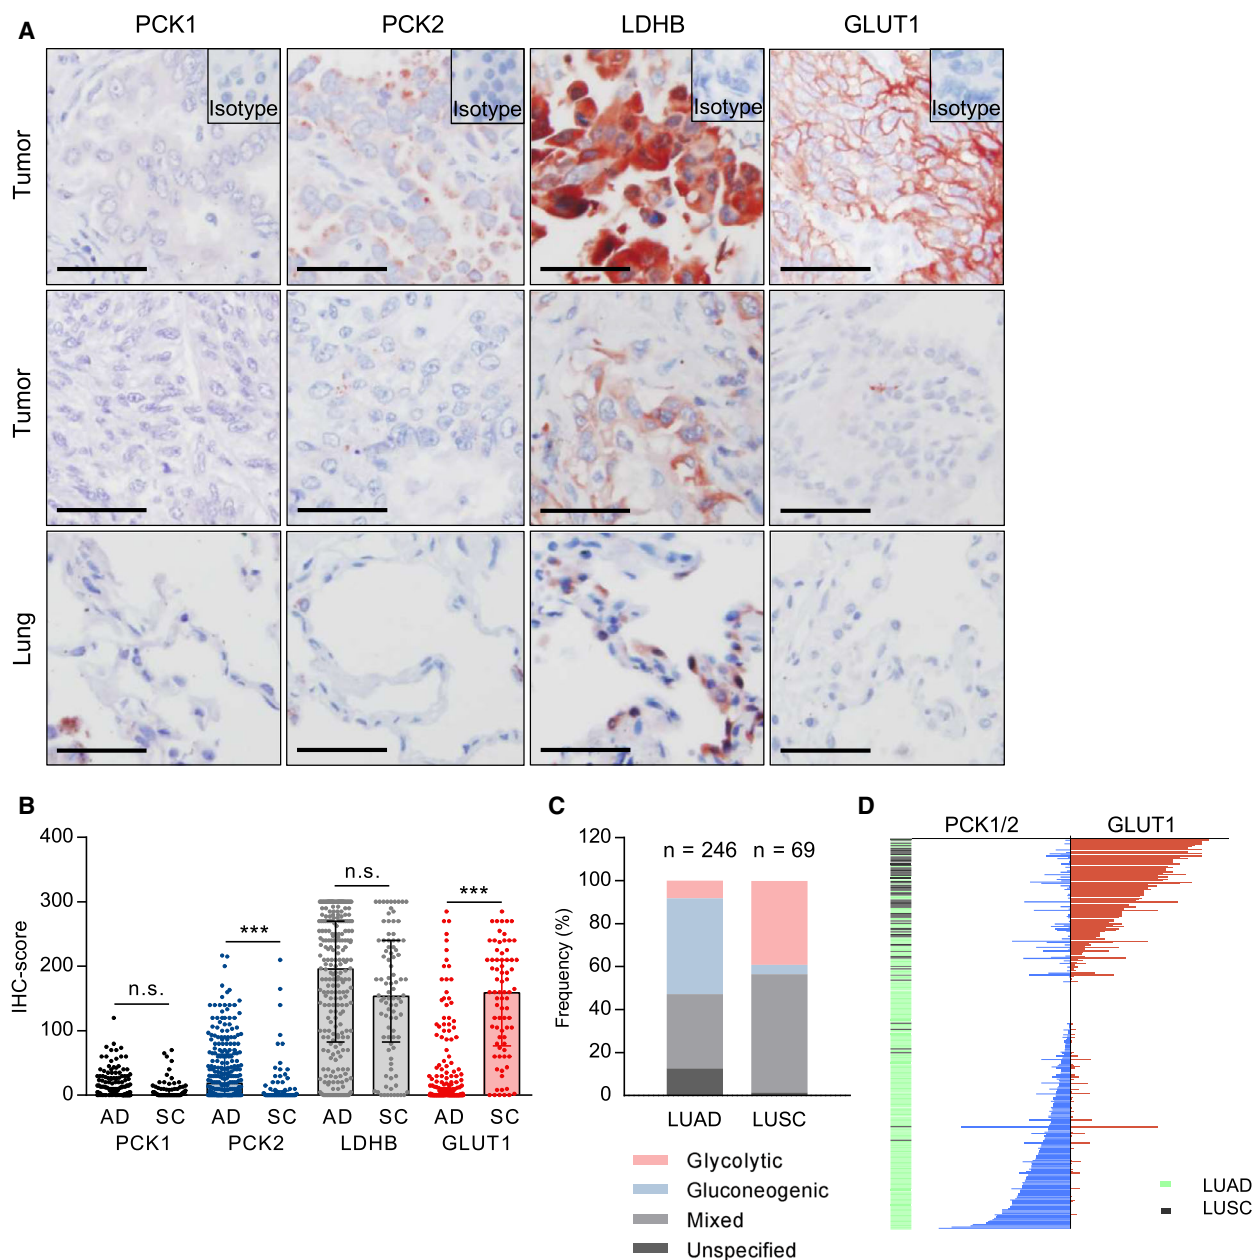 A
PCK1 PCK2 LDHB GLUT1
Isotype Isotype Isotype Isotype
Tumor
Tumor
Lung
B
IHC-score
400
300
200
100
0
n.s. *** n.s. ***
AD SC AD SC AD SC AD SC
PCK1 PCK2 LDHB GLUT1
C
Frequency (%)
120
100
80
60
40
20
0
n = 246 n = 69
LUAD LUSC
Glycolytic
Gluconeogenic
Mixed
Unspecified
D
PCK1/2 GLUT1
LUAD
LUSC